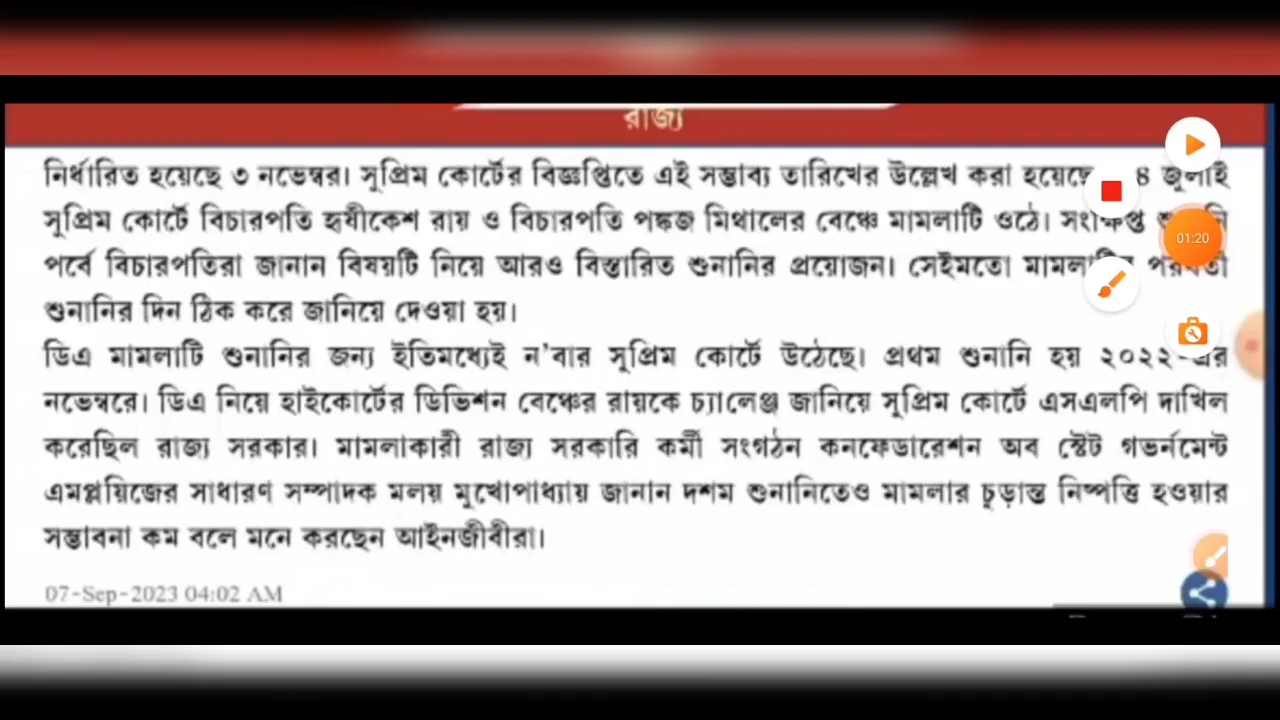 রাজ্য
নির্ধারিত হয়েছে ৩ নভেম্বর। সুপ্রিম কোর্টের বিজ্ঞপ্তিতে এই সম্ভাব্য তারিখের উল্লেখ করা হয়েছে ৪ জুলাই
সুপ্রিম কোর্টে বিচারপতি হৃষীকেশ রায় ও বিচারপতি পঙ্কজ মিথালের বেঞ্চে মামলাটি ওঠে। সংক্ষিপ্ত
পর্বে বিচারপতিরা জানান বিষয়টি নিয়ে আরও বিস্তারিত শুনানির প্রয়োজন। সেইমতো
শুনানির দিন ঠিক করে জানিয়ে দেওয়া হয়।
ডিএ মামলাটি শুনানির জন্য ইতিমধ্যেই ন'বার সুপ্রিম কোর্টে উঠেছে। প্রথম শুনানি হয় ২০২২-এর
নভেম্বরে। ডিএ নিয়ে হাইকোর্টের ডিভিশন বেঞ্চের রায়কে চ্যালেঞ্জ জানিয়ে সুপ্রিম কোর্টে এসএলপি দাখিল
করেছিল রাজ্য সরকার। মামলাকারী রাজ্য সরকারি কর্মী সংগঠন কনফেডারেশন অব স্টেট গভর্নমেন্ট
এমপ্লয়িজের সাধারণ সম্পাদক মলয় মুখোপাধ্যায় জানান দশম শুনানিতেও মামলার চূড়ান্ত নিষ্পত্তি হওয়ার
সম্ভাবনা কম বলে মনে করছেন আইনজীবীরা।
07-Sep-2023 04:02 AM
01:20